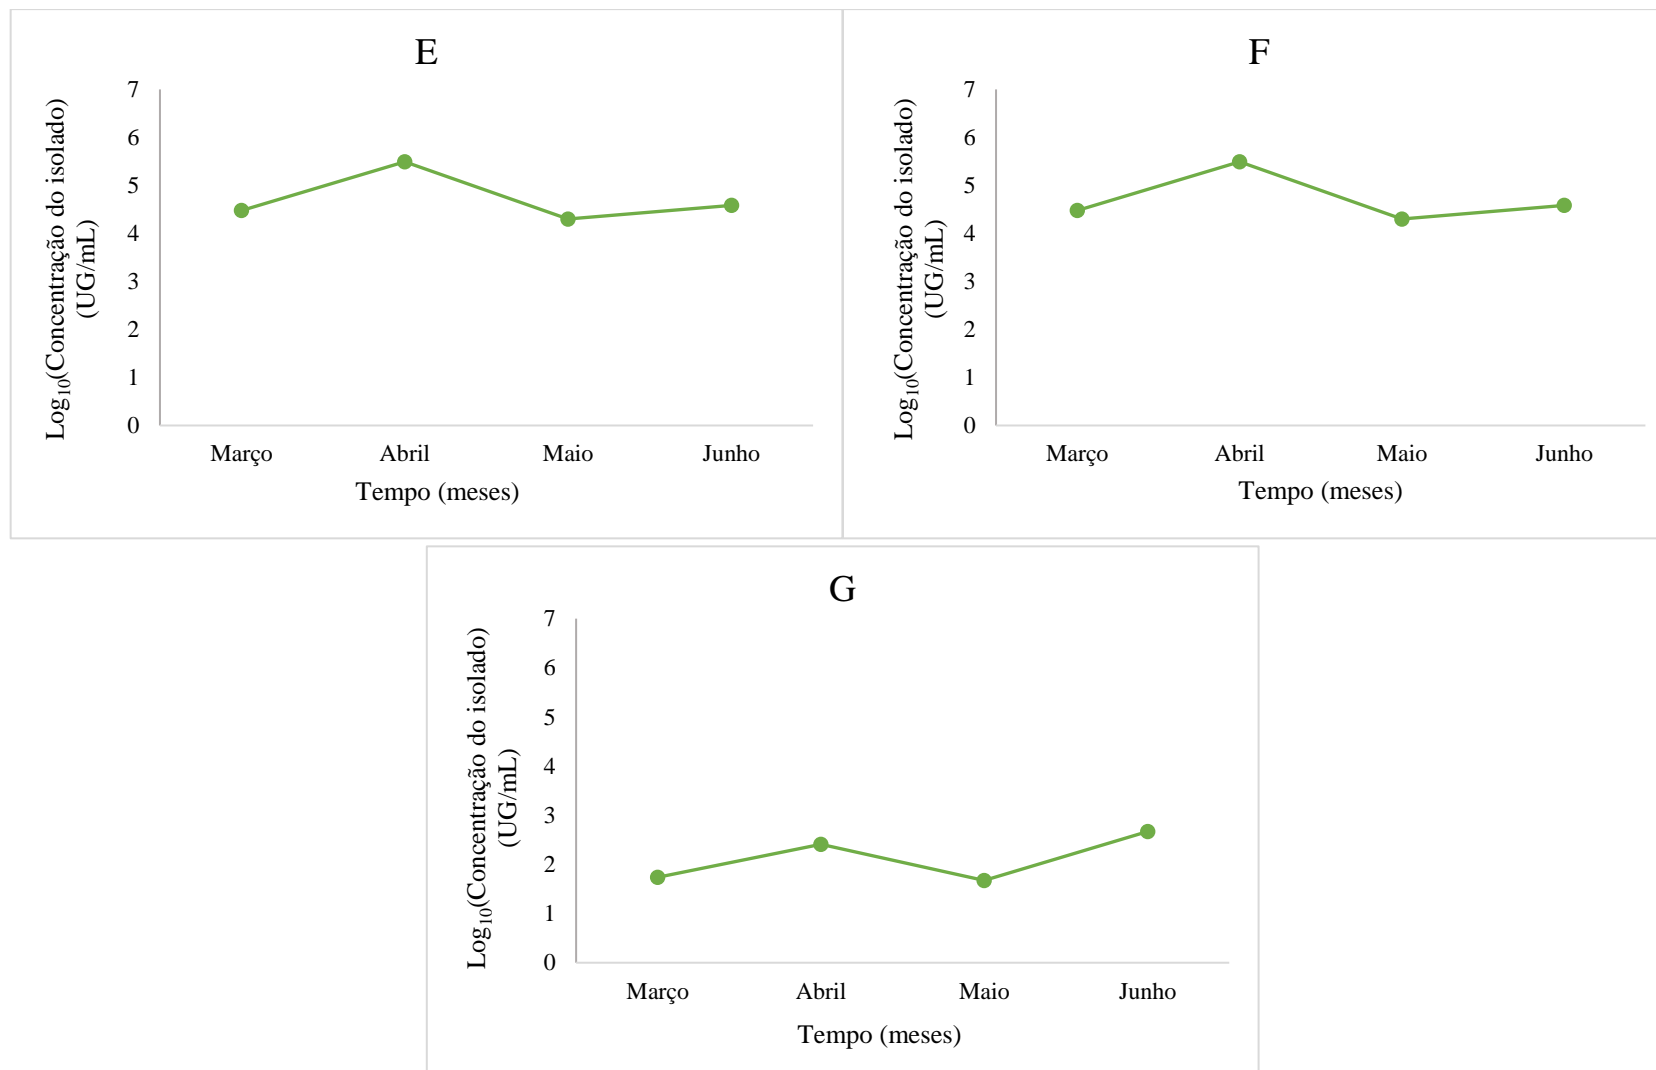 E
7
6
5
4
3
2
1
0
Log₁₀(Concentração do isolado)
(UG/mL)
Março Abril Maio Junho
Tempo (meses)
F
7
6
5
4
3
2
1
0
Log₁₀(Concentração do isolado)
(UG/mL)
Março Abril Maio Junho
Tempo (meses)
G
7
6
5
4
3
2
1
0
Log₁₀(Concentração do isolado)
(UG/mL)
Março Abril Maio Junho
Tempo (meses)